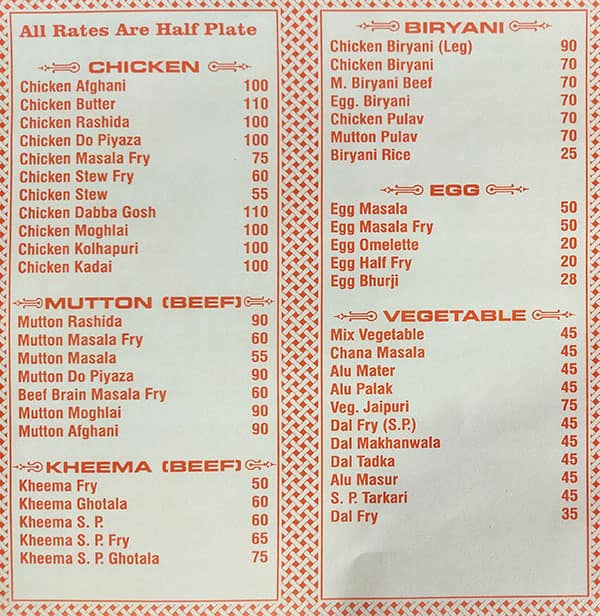 All Rates Are Half Plate
CHICKEN
Chicken Afghani 100
Chicken Butter 110
Chicken Rashida 100
Chicken Do Piyaza 100
Chicken Masala Fry 75
Chicken Stew Fry 60
Chicken Stew 55
Chicken Dabba Gosh 110
Chicken Moghlai 100
Chicken Kolhapuri 100
Chicken Kadai 100
MUTTON (BEEF)
Mutton Rashida 90
Mutton Masala Fry 60
Mutton Masala 55
Mutton Do Piyaza 90
Beef Brain Masala Fry 60
Mutton Moghlai 90
Mutton Afghani 90
KHEEMA (BEEF)
Kheema Fry 50
Kheema Ghotala 60
Kheema S. P. 60
Kheema S. P. Fry 65
Kheema S. P. Ghotala 75
BIRYANI
Chicken Biryani (Leg) 90
Chicken Biryani 70
M. Biryani Beef 70
Egg. Biryani 70
Chicken Pulav 70
Mutton Pulav 70
Biryani Rice 25
EGG
Egg Masala 50
Egg Masala Fry 50
Egg Omelette 20
Egg Half Fry 20
Egg Bhurji 28
VEGETABLE
Mix Vegetable 45
Chana Masala 45
Alu Mater 45
Alu Palak 45
Veg. Jaipuri 75
Dal Fry (S.P.) 45
Dal Makhanwala 45
Dal Tadka 45
Alu Masur 45
S. P. Tarkari 45
Dal Fry 35